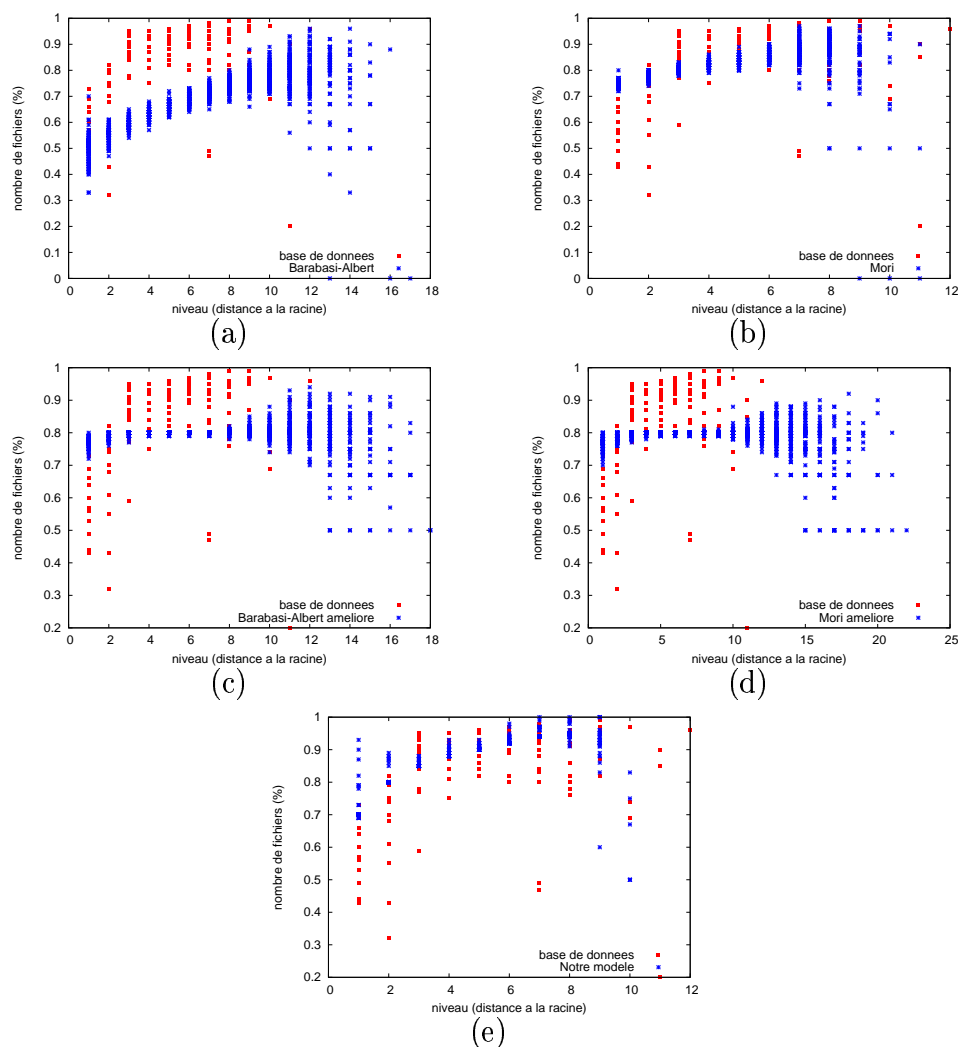 1
0.9
0.8
0.7
0.6
0.5
0.4
0.3
0.2
0.1
0
nombre de fichiers (%)
base de donnees
Barabasi-Albert
0 2 4 6 8 10 12 14 16 18
niveau (distance a la racine)
(a)
1
0.9
0.8
0.7
0.6
0.5
0.4
0.3
0.2
0.1
0
nombre de fichiers (%)
base de donnees
Mori
0 2 4 6 8 10 12
niveau (distance a la racine)
(b)
1
0.9
0.8
0.7
0.6
0.5
0.4
0.3
0.2
nombre de fichiers (%)
base de donnees
Barabasi-Albert ameliore
0 2 4 6 8 10 12 14 16 18
niveau (distance a la racine)
(c)
1
0.9
0.8
0.7
0.6
0.5
0.4
0.3
0.2
nombre de fichiers (%)
base de donnees
Mori ameliore
0 5 10 15 20 25
niveau (distance a la racine)
(d)
1
0.9
0.8
0.7
0.6
0.5
0.4
0.3
0.2
nombre de fichiers (%)
base de donnees
Notre modele
0 2 4 6 8 10 12
niveau (distance a la racine)
(e)